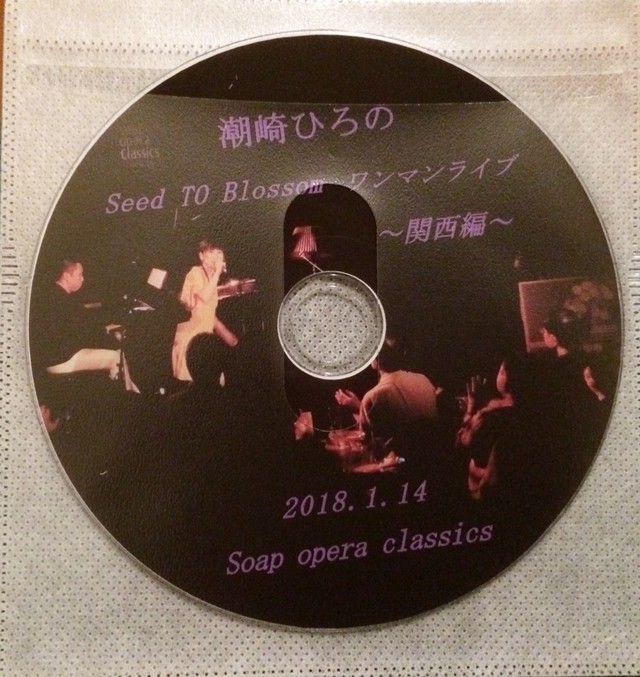 潮崎ひろの
classics
Seed TO Blossom ワンマンライブ
～関西編～
2018.1.14
Soap opera classics